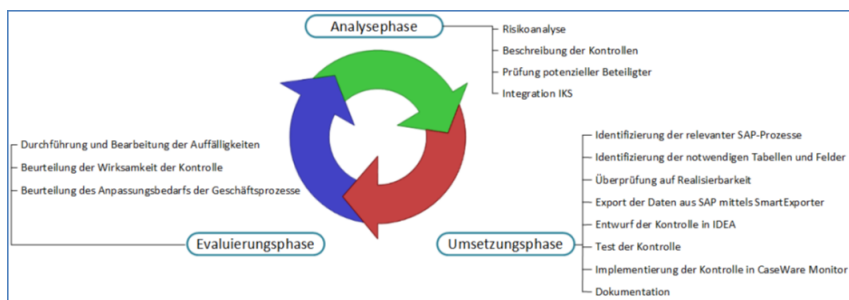 Analysephase
Risikoanalyse
Beschreibung der Kontrollen
Prüfung potenzieller Beteiligter
Integration IKS
Identifizierung der relevanter SAP-Prozesse
Identifizierung der notwendigen Tabellen und Felder
Überprüfung auf Realisierbarkeit
Export der Daten aus SAP mittels SmartExporter
Entwurf der Kontrolle in IDEA
Umsetzungsphase
Test der Kontrolle
Implementierung der Kontrolle in CaseWare Monitor
Dokumentation
Durchführung und Bearbeitung der Auffälligkeiten
Beurteilung der Wirksamkeit der Kontrolle
Beurteilung des Anpassungsbedarfs der Geschäftsprozesse
Evaluierungsphase